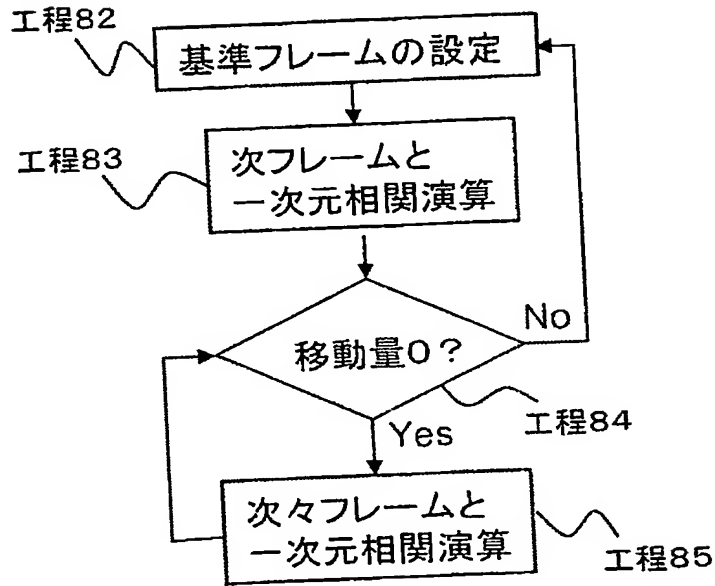 工程82
基準フレームの設定
工程83
次フレームと
一次元相関演算
移動量0？
No
工程84
Yes
次々フレームと
一次元相関演算
工程85